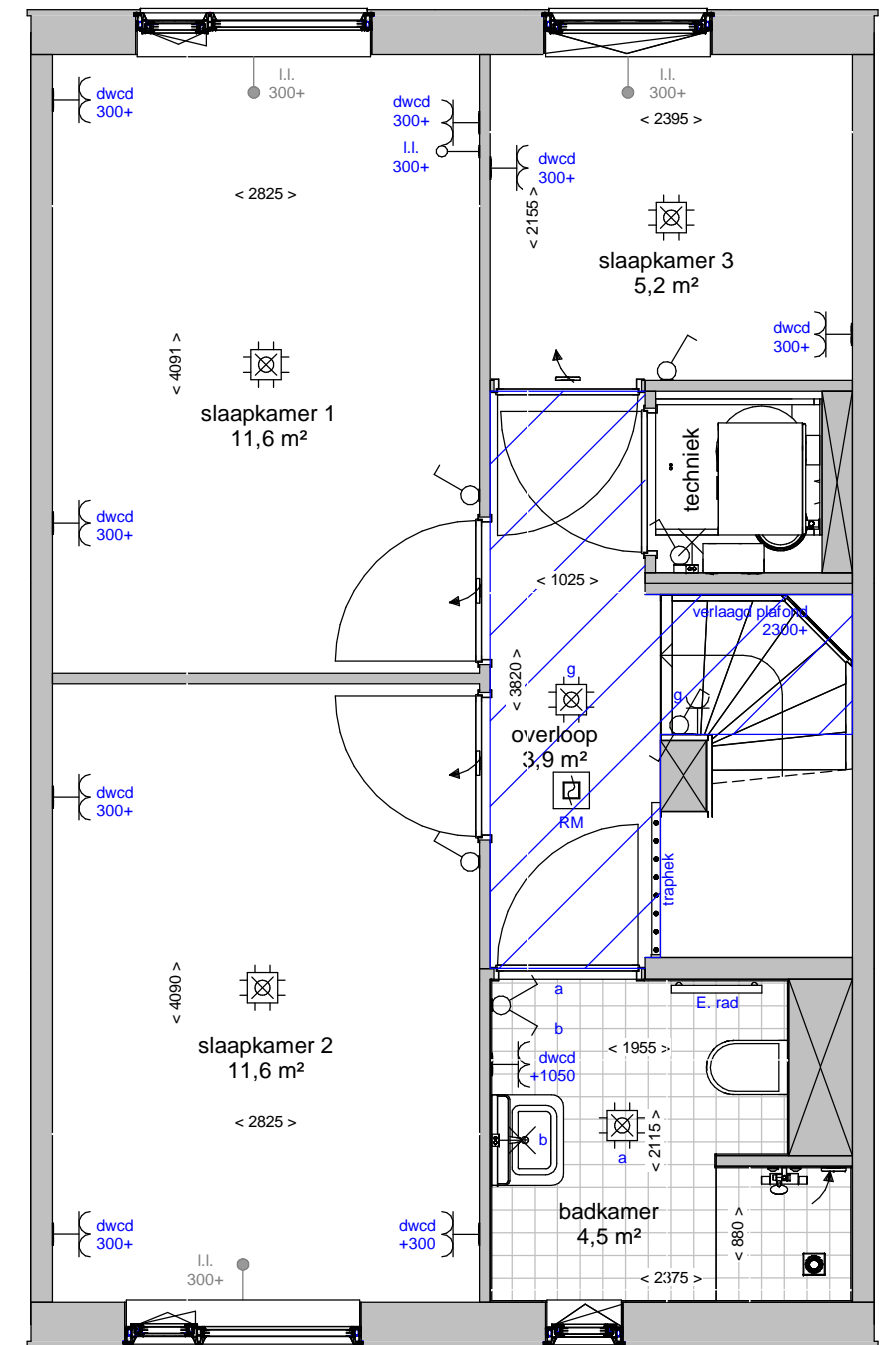 l.l.
300+
dwcd
300+
dwcd
300+
l.l.
300+
< 2825 >
< 4091 >
slaapkamer 1
11,6 m²
dwcd
300+
l.l.
300+
< 2395 >
dwcd
300+
< 2155 >
slaapkamer 3
5,2 m²
dwcd
300+
techniek
< 1025 >
verlaagd plafond
2300+
g
g
< 3820 >
overloop
3,9 m²
RM
traphek
dwcd
300+
< 4090 >
slaapkamer 2
11,6 m²
< 2825 >
dwcd
300+
dwcd
+300
l.l.
300+
a
b
E. rad
dwcd
+1050
< 1955 >
b
a
< 2115 >
badkamer
4,5 m²
< 880 >
< 2375 >